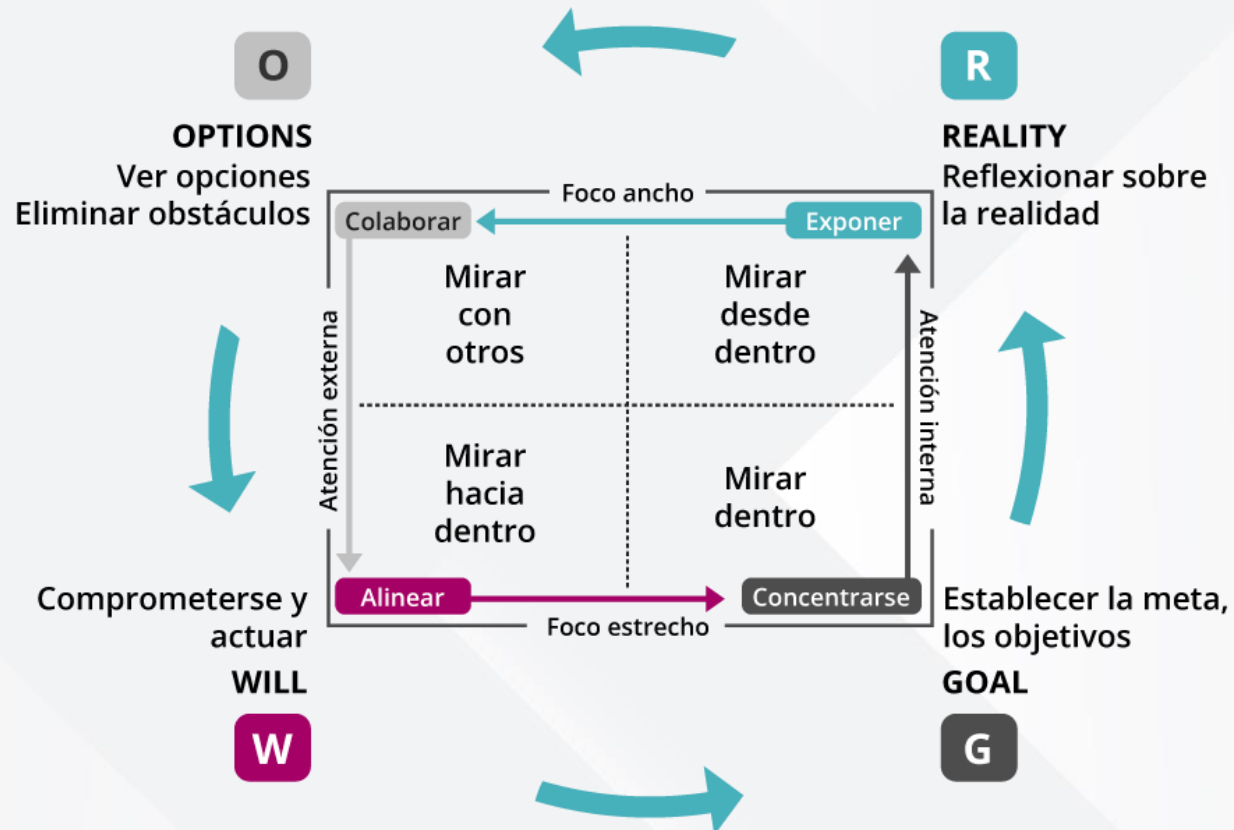 O
OPTIONS
Ver opciones
Eliminar obstáculos
R
REALITY
Reflexionar sobre
la realidad
Foco ancho
Colaborar
Exponer
Mirar
con
otros
Mirar
desde
dentro
Atención externa
Atención interna
Mirar
hacia
dentro
Mirar
dentro
Alinear
Concentrarse
Foco estrecho
Comprometerse y
actuar
WILL
W
Establecer la meta,
los objetivos
GOAL
G